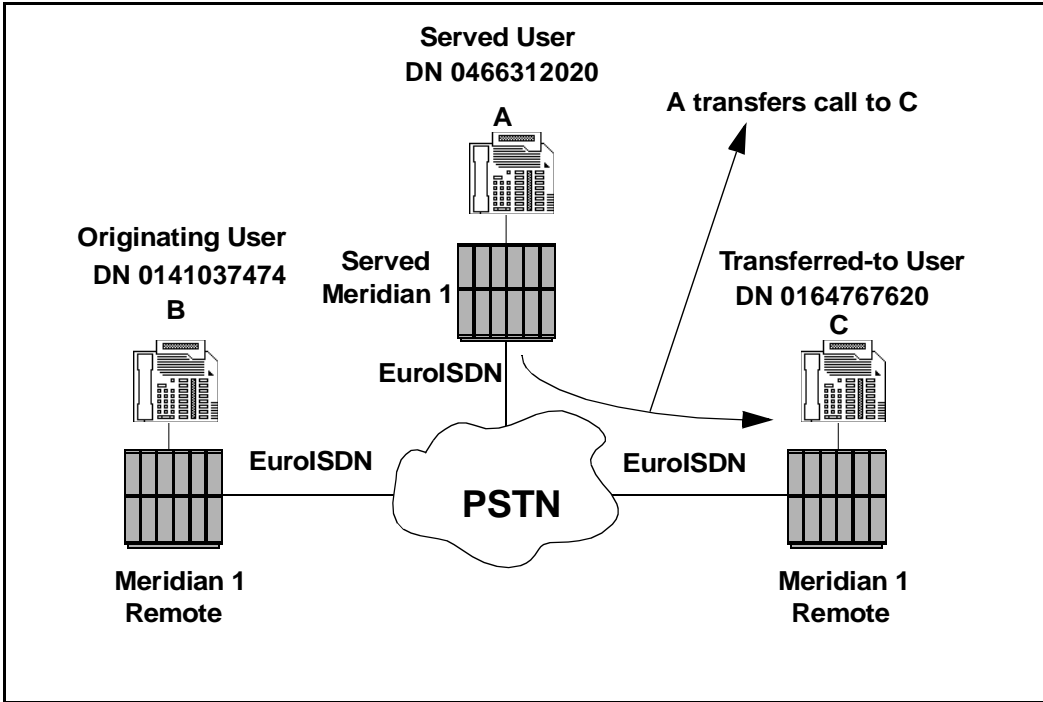 Served User
DN 0466312020
A
A transfers call to C
Originating User
DN 0141037474
B
Served
Meridian 1
Transferred-to User
DN 0164767620
C
EuroISDN
EuroISDN
EuroISDN
PSTN
Meridian 1
Remote
Meridian 1
Remote